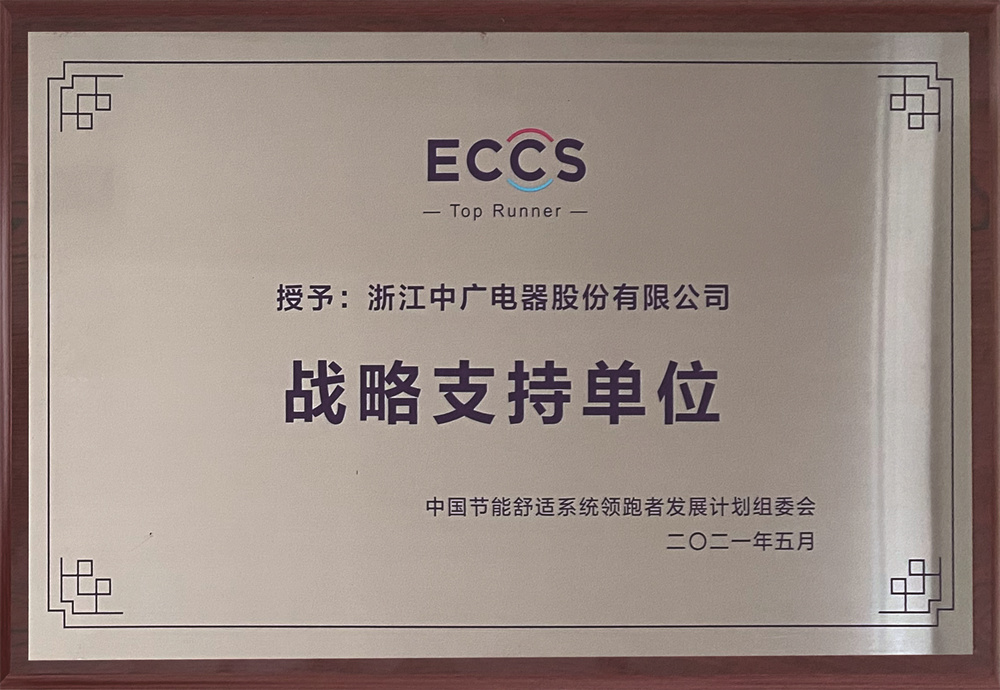 ECCS
— Top Runner —
授予：浙江中广电器股份有限公司
战略支持单位
中国节能舒适系统领跑者发展计划组委会
二〇二一年五月